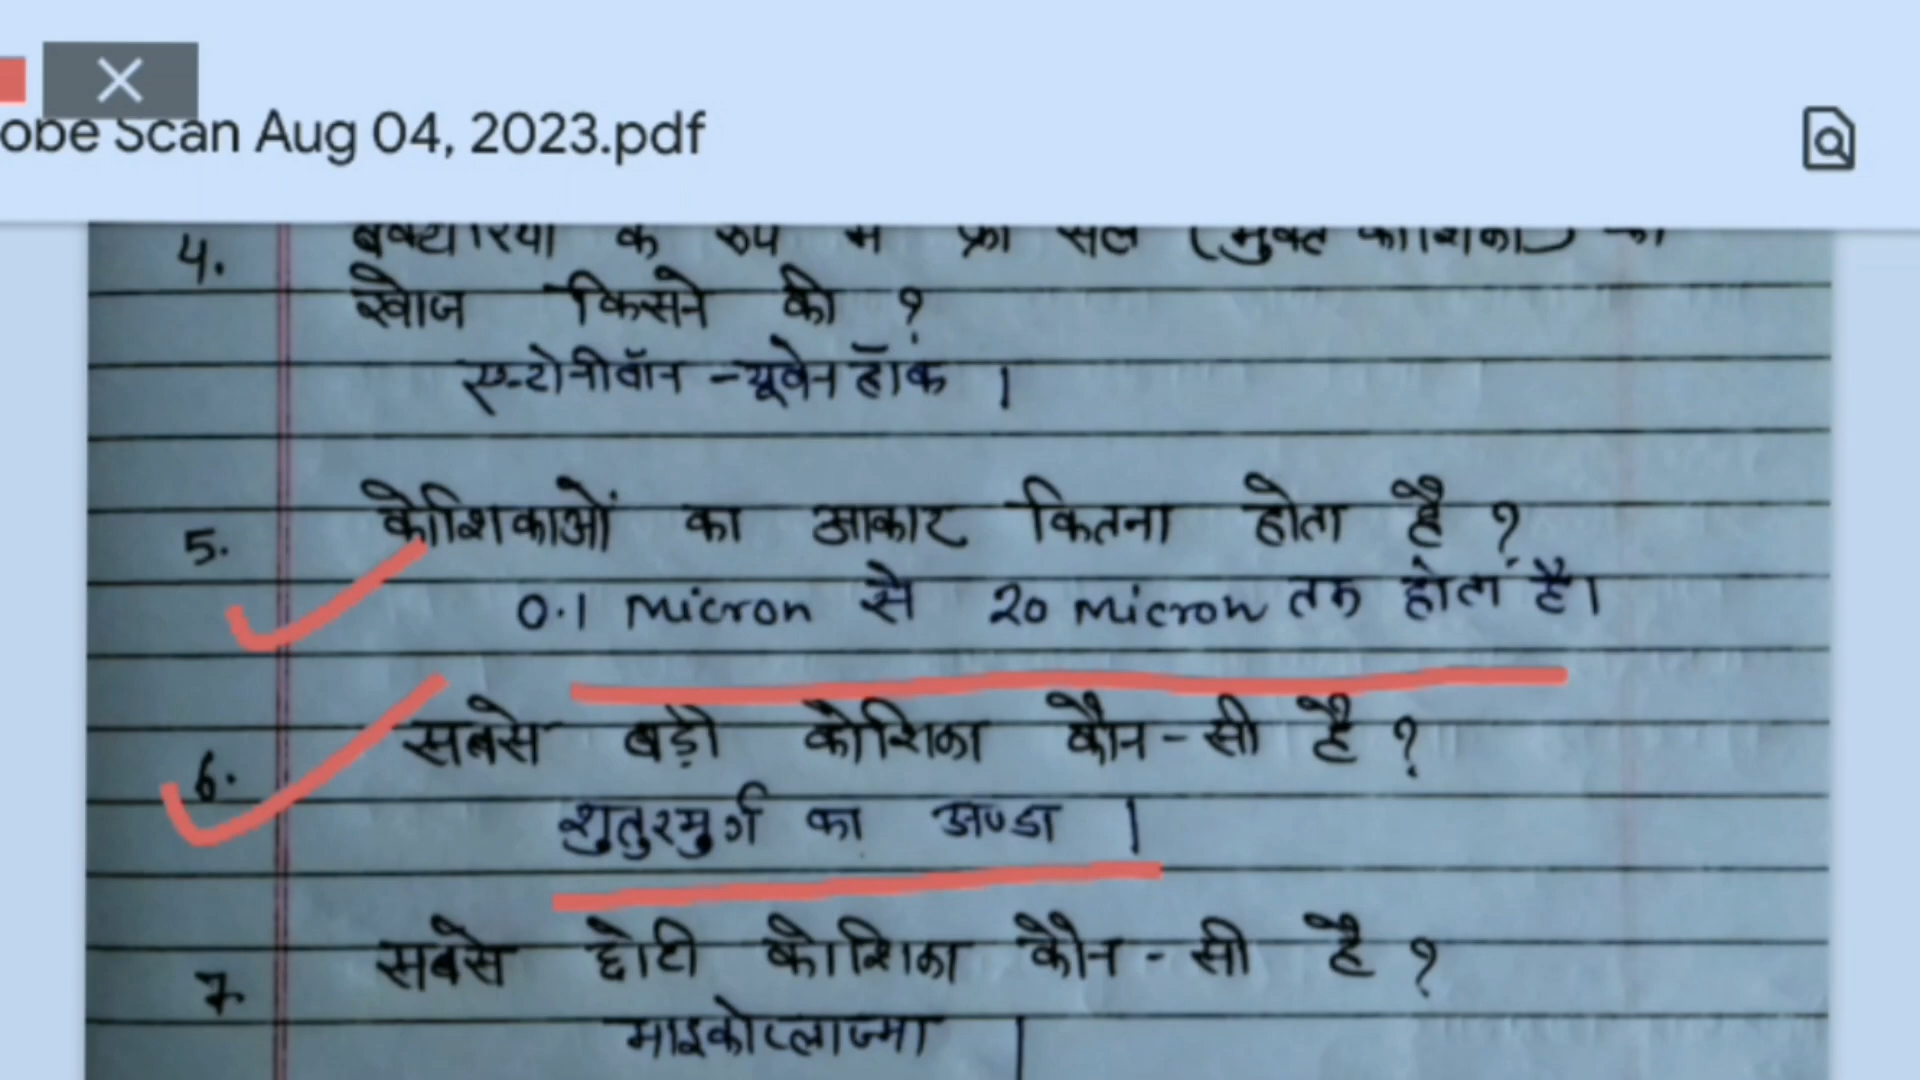 obe Scan Aug 04, 2023.pdf
4. बैक्टीरिया के रूप में फ्री सेल (मुक्त कोशिका) की
खोज किसने की ?
एन्टोनीवॉन - ल्यूवेन हॉक ।
5. कोशिकाओं का आकार कितना होता है ?
0.1 Micron से 20 Micron तक होता है।
6. सबसे बड़ी कोशिका कौन-सी है ?
शुतुरमुर्ग का अण्डा ।
7 सबसे छोटी कोशिका कौन-सी है ?
माइकोप्लाज्मा ।